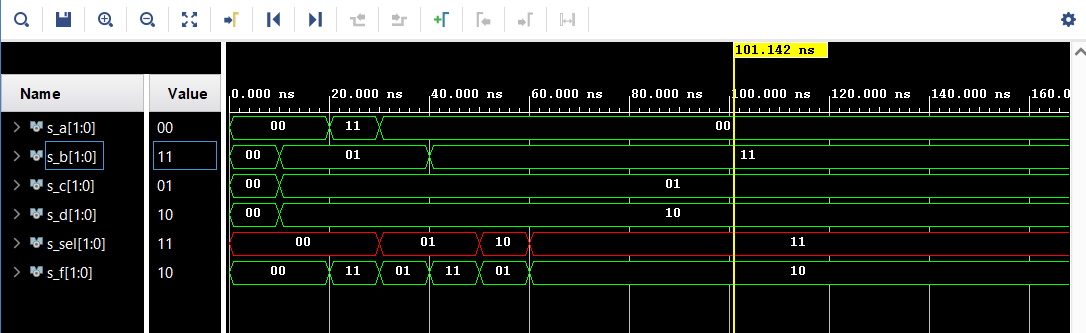 101.142 ns
Name Value 0.000 ns 20.000 ns 40.000 ns 60.000 ns 80.000 ns 100.000 ns 120.000 ns 140.000 ns 160.0
s_a[1:0] 00 00 11 00
s_b[1:0] 11 00 01 11
s_c[1:0] 01 00 01
s_d[1:0] 10 00 10
s_sel[1:0] 11 00 01 10 11
s_f[1:0] 10 00 11 01 11 01 10